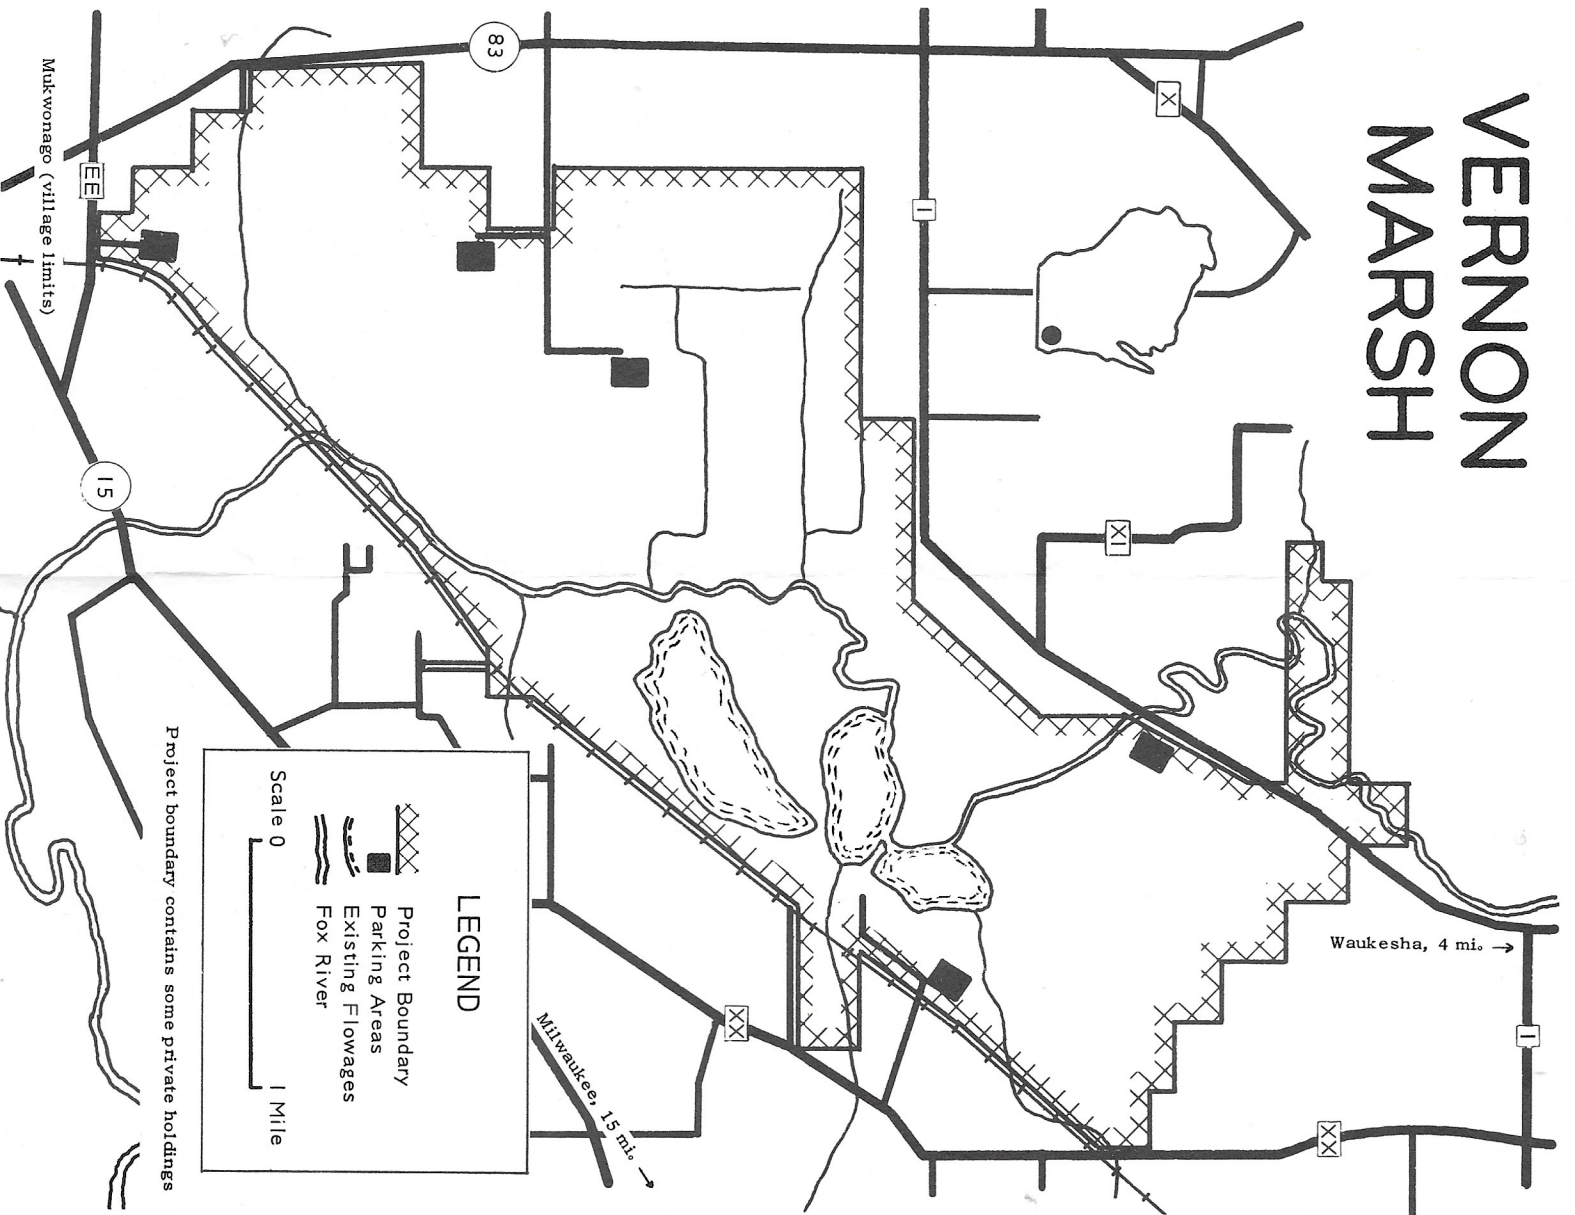 VERNON
MARSH
83
X
I
EE
Mukwonago (village limits)
XI
15
Waukesha, 4 mi.
I
XX
XX
Milwaukee, 15 mi.
LEGEND
Project Boundary
Parking Areas
Existing Flowages
Fox River
Scale 0
1 Mile
Project boundary contains some private holdings